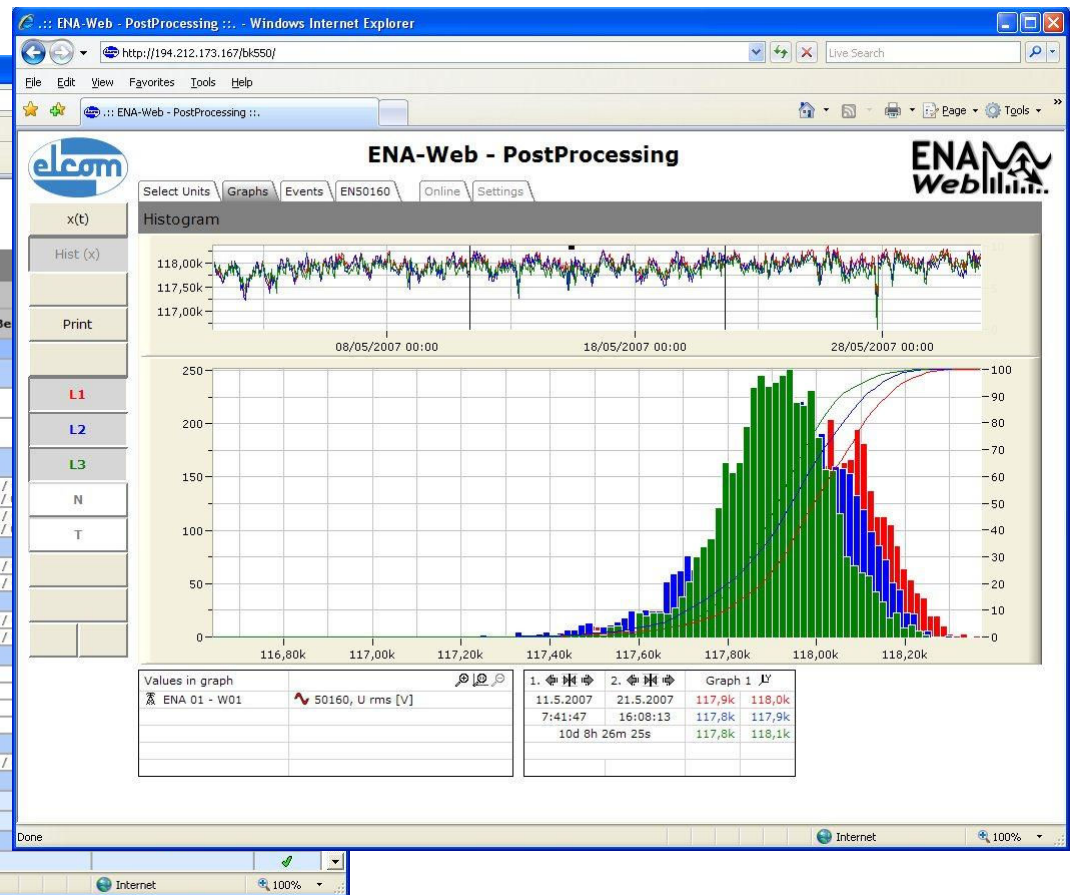 .:: ENA-Web - PostProcessing ::. - Windows Internet Explorer
http://194.212.173.167/bk550/
Live Search
File Edit View Favorites Tools Help
.:: ENA-Web - PostProcessing ::.
Page Tools »
elcom
ENA-Web - PostProcessing
ENA
Web
Select Units Graphs Events EN50160 Online Settings
x(t)
Hist (x)
Print
L1
L2
L3
N
T
Histogram
118,00k
117,50k
117,00k
08/05/2007 00:00 18/05/2007 00:00 28/05/2007 00:00
250
200
150
100
50
0
100
90
80
70
60
50
40
30
20
10
0
116,80k 117,00k 117,20k 117,40k 117,60k 117,80k 118,00k 118,20k
Values in graph
ENA 01 - W01 50160, U rms [V]
1. 2. Graph 1
11.5.2007 21.5.2007 117,9k 118,0k
7:41:47 16:08:13 117,8k 117,9k
10d 8h 26m 25s 117,8k 118,1k
Done Internet 100%
Internet 100%